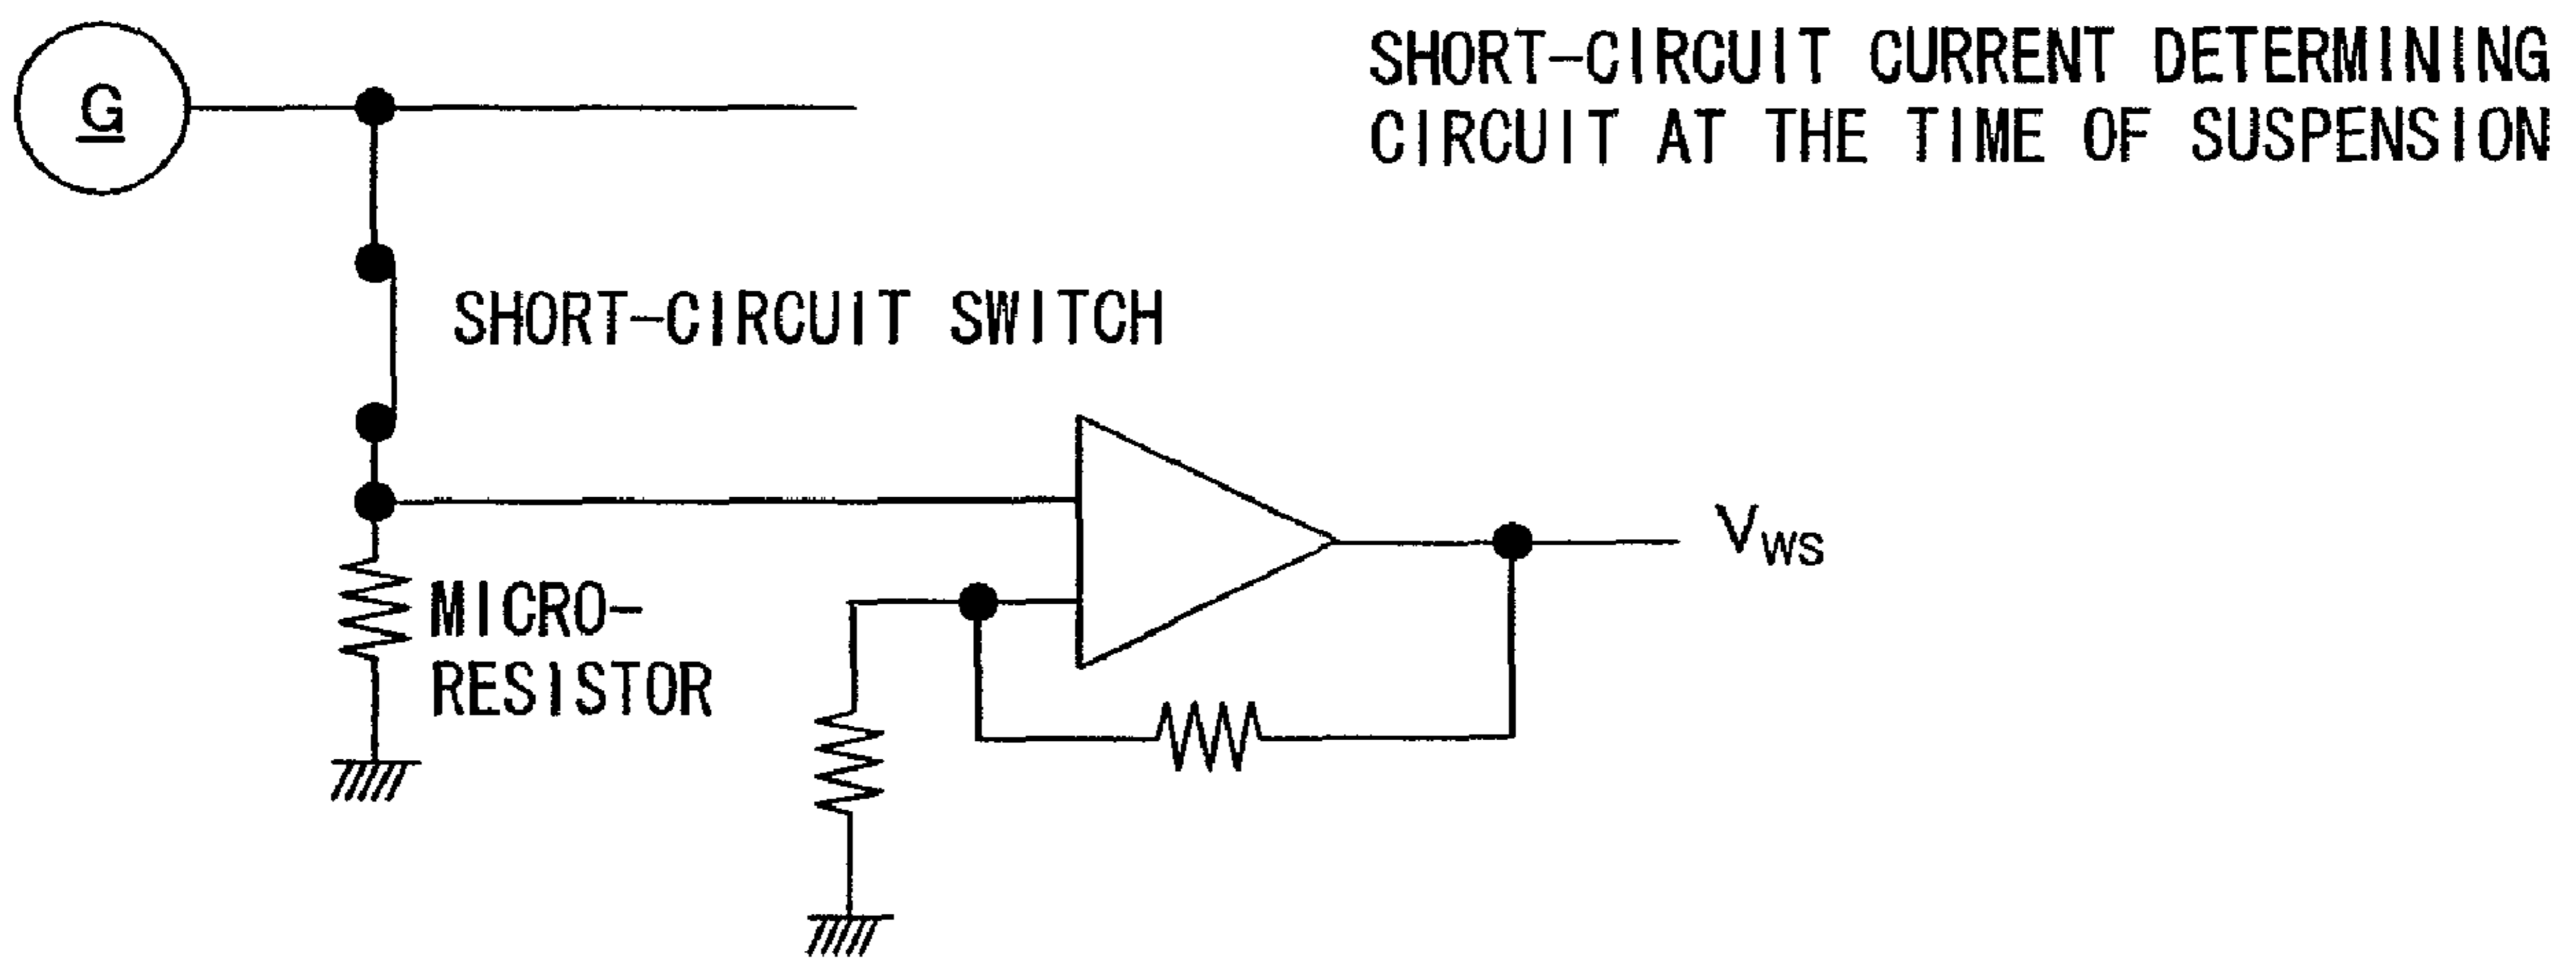 G
SHORT-CIRCUIT CURRENT DETERMINING
CIRCUIT AT THE TIME OF SUSPENSION
SHORT-CIRCUIT SWITCH
MICRO-
RESISTOR
VWS